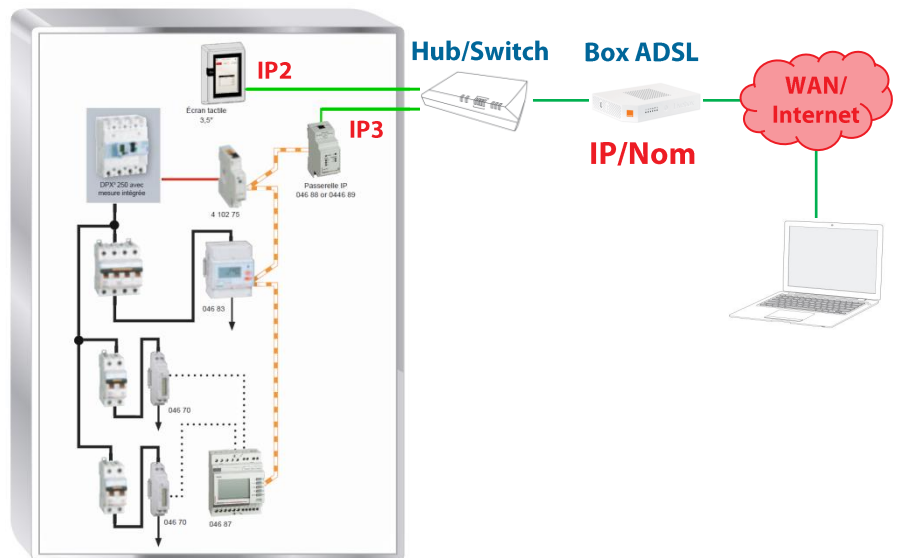 Hub/Switch
Box ADSL
IP2
WAN/
Internet
Écran tactile
3,5"
IP3
IP/Nom
DPX³ 250 avec
mesure intégrée
Passerelle IP
046 88 or 0446 89
4 102 75
046 83
046 70
046 70
046 87